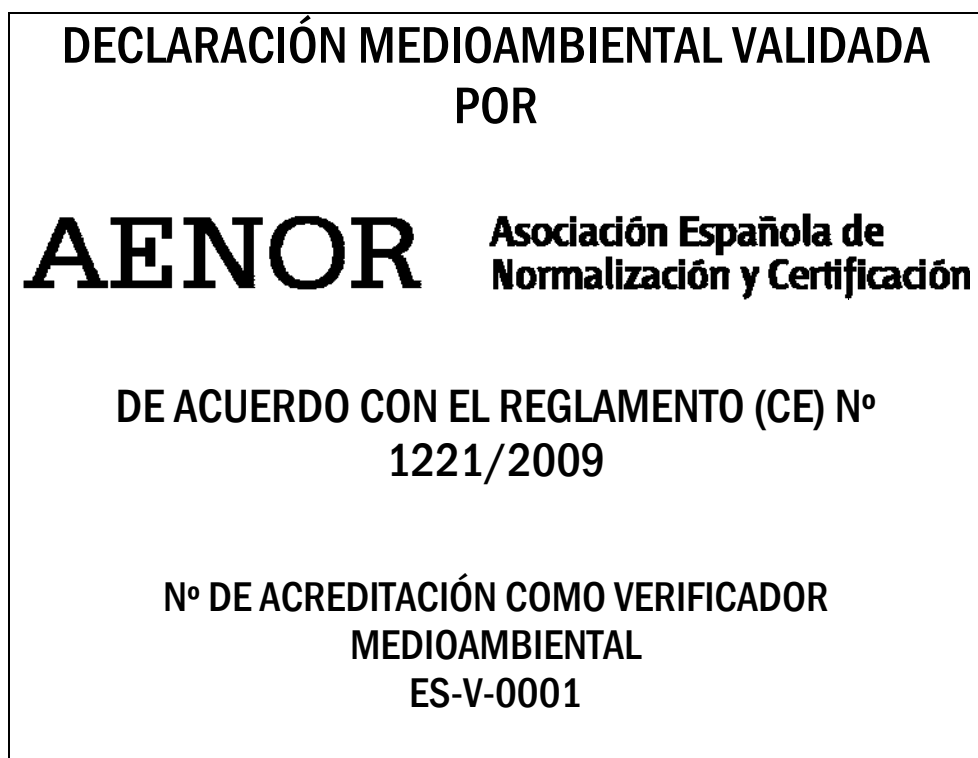 DECLARACIÓN MEDIOAMBIENTAL VALIDADA
POR
AENOR
Asociación Española de
Normalización y Certificación
DE ACUERDO CON EL REGLAMENTO (CE) Nº
1221/2009
Nº DE ACREDITACIÓN COMO VERIFICADOR
MEDIOAMBIENTAL
ES-V-0001